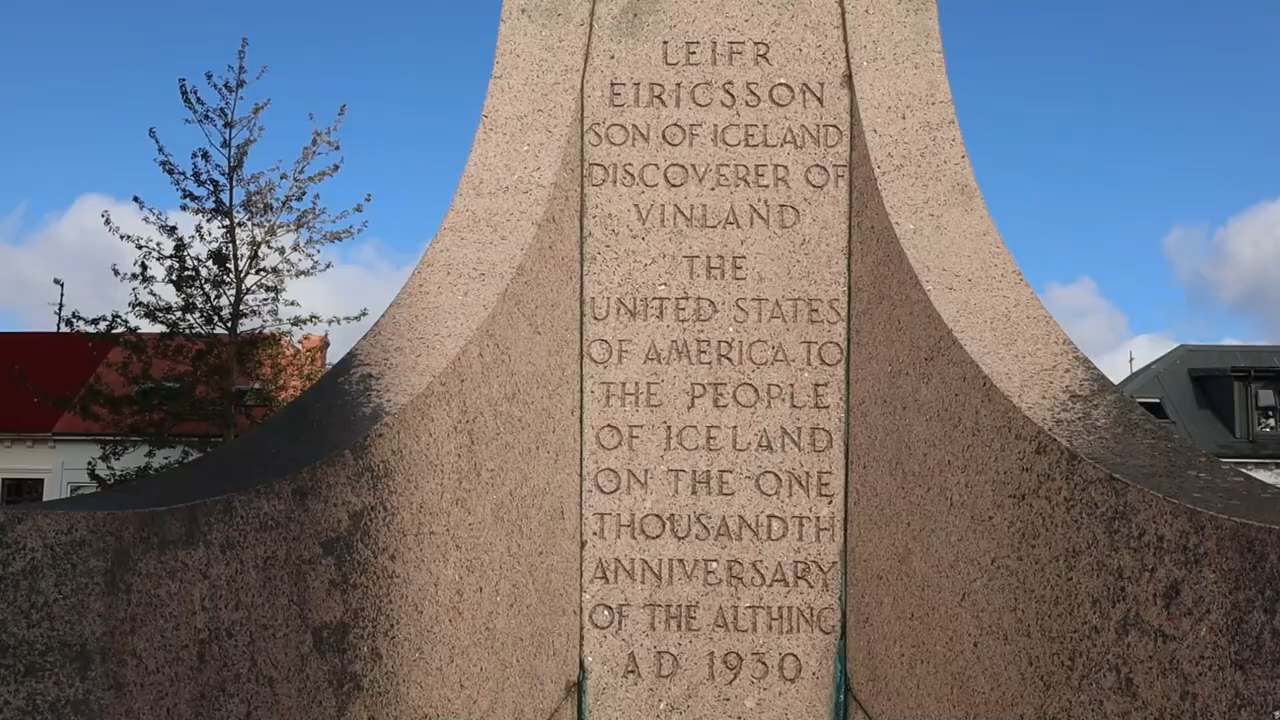 LEIFR
EIRICSSON
SON OF ICELAND
DISCOVERER OF
VINLAND
THE
UNITED STATES
OF AMERICA TO
THE PEOPLE
OF ICELAND
ON THE ONE
THOUSANDTH
ANNIVERSARY
OF THE ALTHING
AD 1930